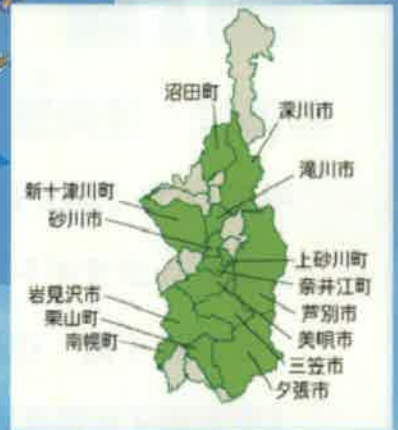 沼田町
深川市
滝川市
新十津川町
砂川市
上砂川町
奈井江町
岩見沢市
芦別市
栗山町
美唄市
南幌町
三笠市
夕張市